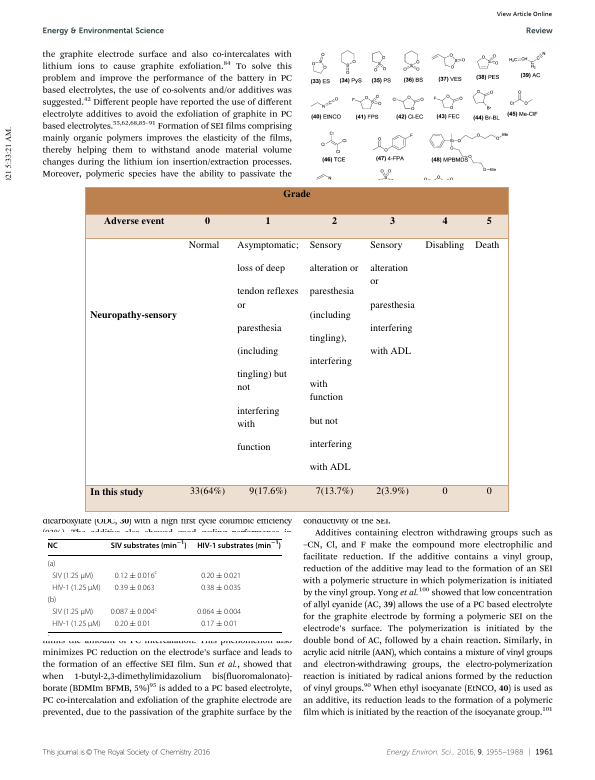 View Article Online
Energy & Environmental Science
Review
021 5:33:21 AM.
the graphite electrode surface and also co-intercalates with
lithium ions to cause graphite exfoliation.84 To solve this
problem and improve the performance of the battery in PC
based electrolytes, the use of co-solvents and/or additives was
suggested.42 Different people have reported the use of different
electrolyte additives to avoid the exfoliation of graphite in PC
based electrolytes.55,62,68,85–91 Formation of SEI films comprising
mainly organic polymers improves the elasticity of the films,
thereby helping them to withstand anode material volume
changes during the lithium ion insertion/extraction processes.
Moreover, polymeric species have the ability to passivate the
(33) ES (34) PyS (35) PS (36) BS (37) VES (38) PES (39) AC
(40) EtNCO (41) FPS (42) Cl-EC (43) FEC (44) Br-BL (45) Me-ClF
(46) TCE (47) 4-FPA (48) MPBMDS
Grade
Adverse event 0 1 2 3 4 5
Neuropathy-sensory
Normal
Asymptomatic;
loss of deep
tendon reflexes
or
paresthesia
(including
tingling) but
not
interfering
with
function
Sensory
alteration or
paresthesia
(including
tingling),
interfering
with
function
but not
interfering
with ADL
Sensory
alteration
or
paresthesia
interfering
with ADL
Disabling
Death
In this study 33(64%) 9(17.6%) 7(13.7%) 2(3.9%) 0 0
dicarboxylate (ODC, 30) with a high first cycle columbic efficiency
NC SIV substrates (min−1) HIV-1 substrates (min−1)
(a)
SIV (1.25 μM) 0.12 ± 0.016c 0.20 ± 0.021
HIV-1 (1.25 μM) 0.39 ± 0.063 0.38 ± 0.035
(b)
SIV (1.25 μM) 0.087 ± 0.004c 0.064 ± 0.004
HIV-1 (1.25 μM) 0.20 ± 0.01 0.17 ± 0.01
limits the amount of PC intercalation. This phenomenon also
minimizes PC reduction on the electrode's surface and leads to
the formation of an effective SEI film. Sun et al., showed that
when 1-butyl-2,3-dimethylimidazolium bis(fluoromalonato)-
borate (BDMIm BFMB, 5%)95 is added to a PC based electrolyte,
PC co-intercalation and exfoliation of the graphite electrode are
prevented, due to the passivation of the graphite surface by the
conductivity of the SEI.
Additives containing electron withdrawing groups such as
–CN, Cl, and F make the compound more electrophilic and
facilitate reduction. If the additive contains a vinyl group,
reduction of the additive may lead to the formation of an SEI
with a polymeric structure in which polymerization is initiated
by the vinyl group. Yong et al.100 showed that low concentration
of allyl cyanide (AC, 39) allows the use of a PC based electrolyte
for the graphite electrode by forming a polymeric SEI on the
electrode's surface. The polymerization is initiated by the
double bond of AC, followed by a chain reaction. Similarly, in
acylic acid nitrile (AAN), which contains a mixture of vinyl groups
and electron-withdrawing groups, the electro-polymerization
reaction is initiated by radical anions formed by the reduction
of vinyl groups.90 When ethyl isocyanate (EtNCO, 40) is used as
an additive, its reduction leads to the formation of a polymeric
film which is initiated by the reaction of the isocyanate group.101
This journal is © The Royal Society of Chemistry 2016
Energy Environ. Sci., 2016, 9, 1955–1988 | 1961